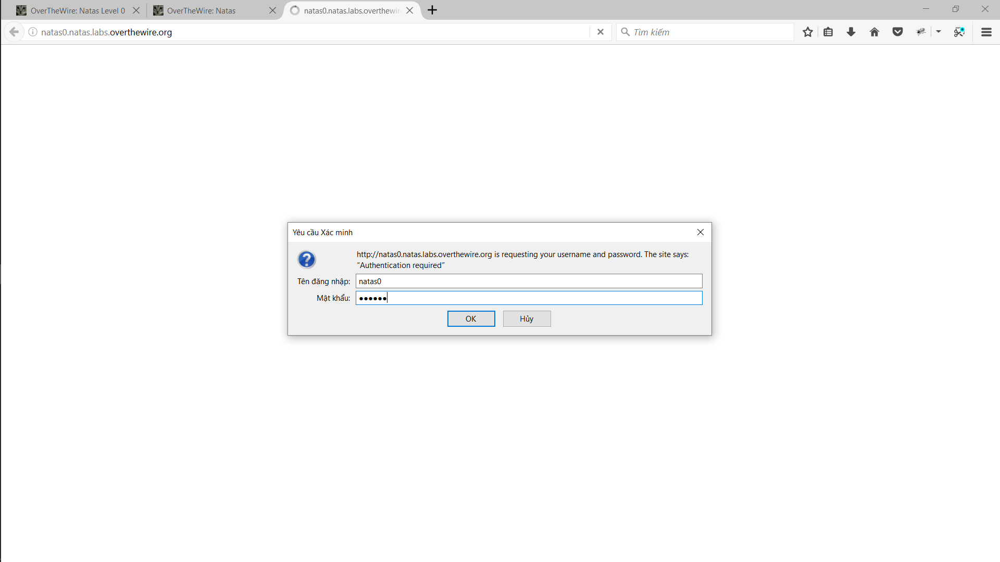 OverTheWire: Natas Level 0
OverTheWire: Natas
natas0.natas.labs.overthewir
natas0.natas.labs.overthewire.org
Tìm kiếm
Yêu cầu Xác minh
http://natas0.natas.labs.overthewire.org is requesting your username and password. The site says:
“Authentication required”
Tên đăng nhập: natas0
Mật khẩu: ●●●●●●
OK Hủy